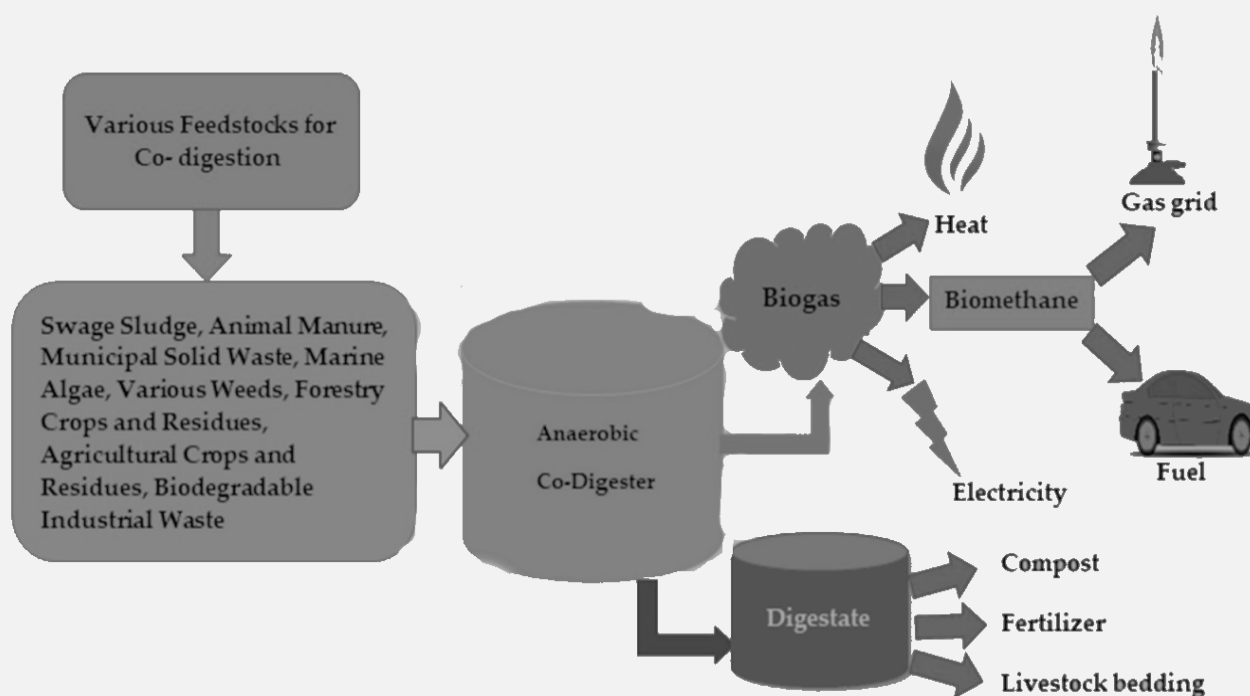 Various Feedstocks for
Co- digestion
Swage Sludge, Animal Manure,
Municipal Solid Waste, Marine
Algae, Various Weeds, Forestry
Crops and Residues,
Agricultural Crops and
Residues, Biodegradable
Industrial Waste
Anaerobic
Co-Digester
Biogas
Heat
Biomethane
Gas grid
Fuel
Electricity
Digestate
Compost
Fertilizer
Livestock bedding